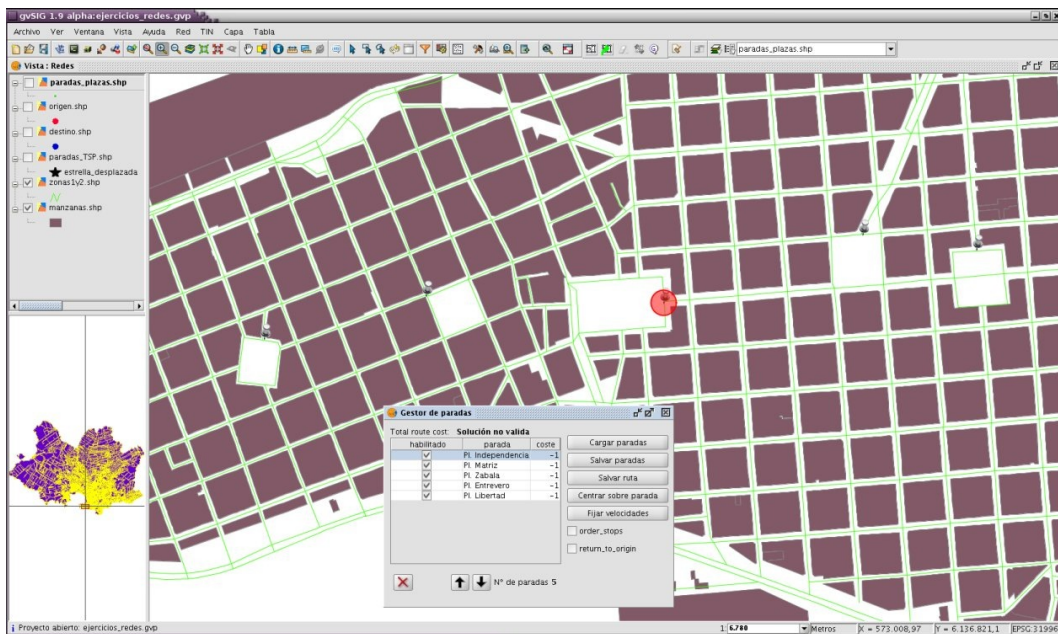 gvSIG 1.9 alpha:ejercicios_redes.gvp
Archivo Ver Ventana Vista Ayuda Red TIN Capa Tabla
paradas_plazas.shp
Vista : Redes
paradas_plazas.shp
origen.shp
destino.shp
paradas_TSP.shp
estrella_desplazada
zonas1y2.shp
manzanas.shp
Gestor de paradas
Total route cost: Solución no valida
habilitado parada coste
Pl. Independencia -1
Pl. Matriz -1
Pl. Zabala -1
Pl. Entrevero -1
Pl. Libertad -1
Cargar paradas
Salvar paradas
Salvar ruta
Centrar sobre parada
Fijar velocidades
order_stops
return_to_origin
Nº de paradas 5
Proyecto abierto: ejercicios_redes.gvp
1: 6.780 Metros X = 573.008,97 Y = 6.136.821,1 EPSG:31996